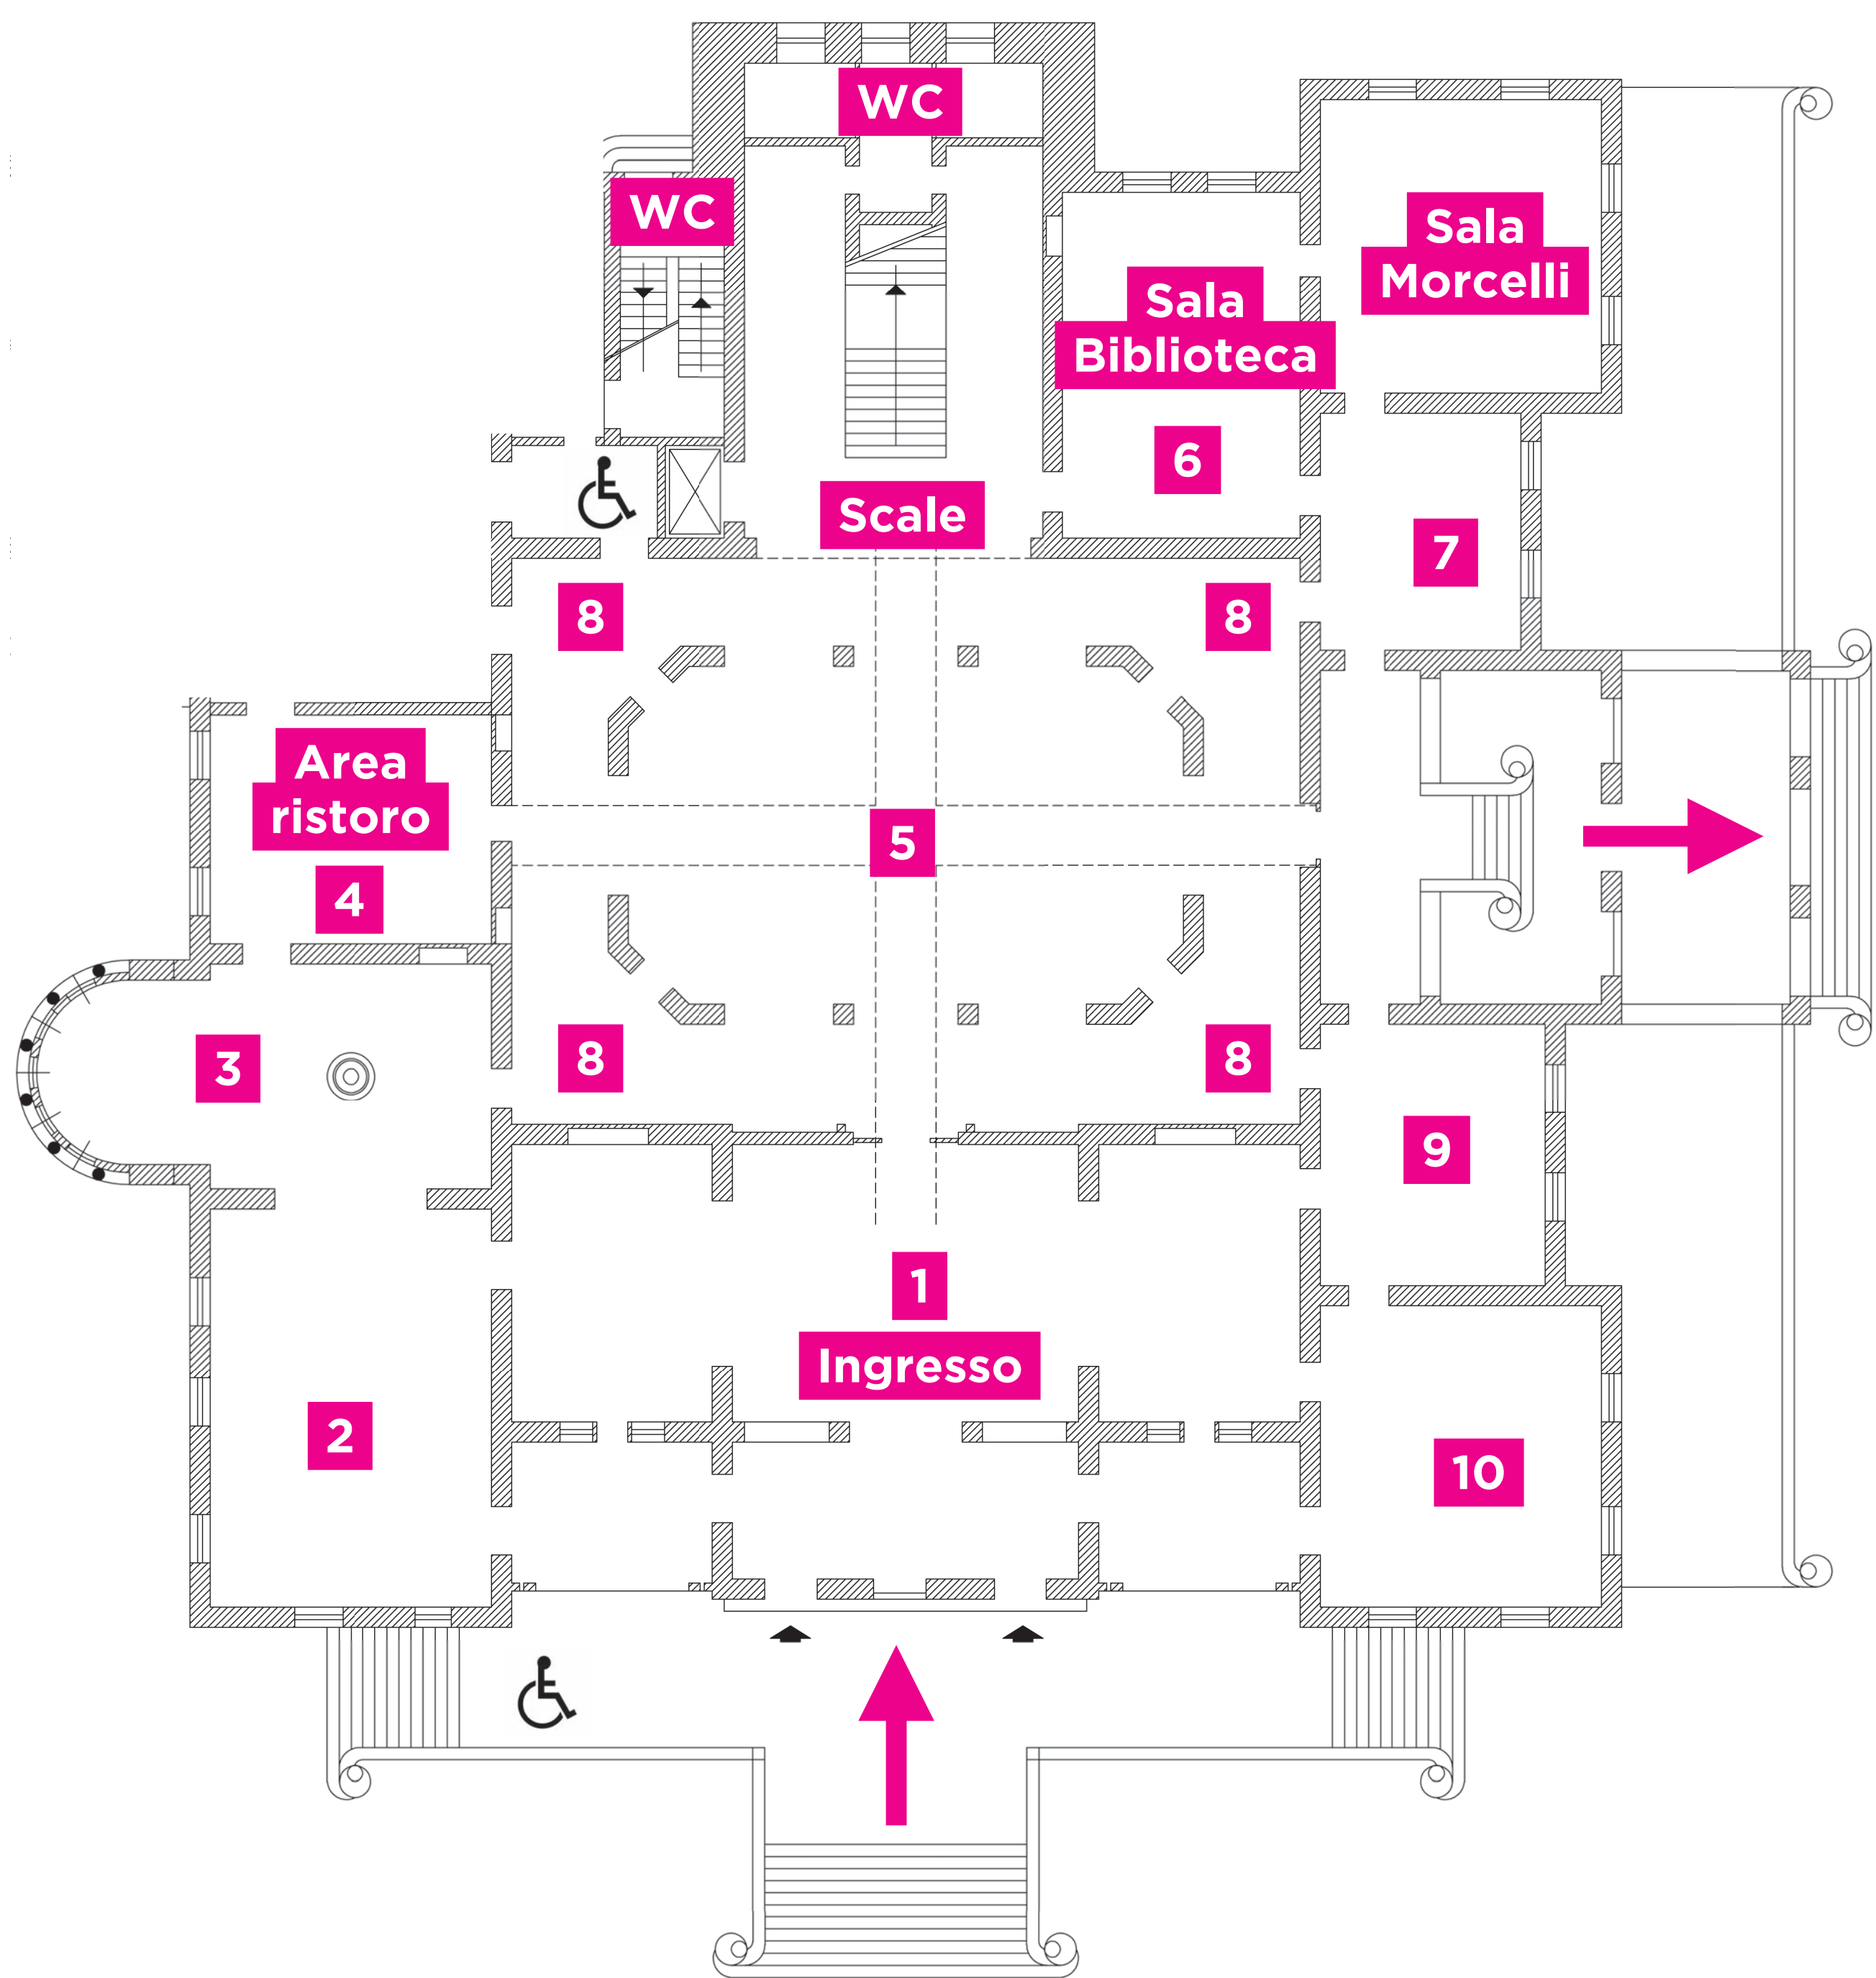 WC
WC
Sala
Morcelli
Sala
Biblioteca
6
Scale
7
8
8
Area
ristoro
5
4
3
8
8
9
1
Ingresso
2
10